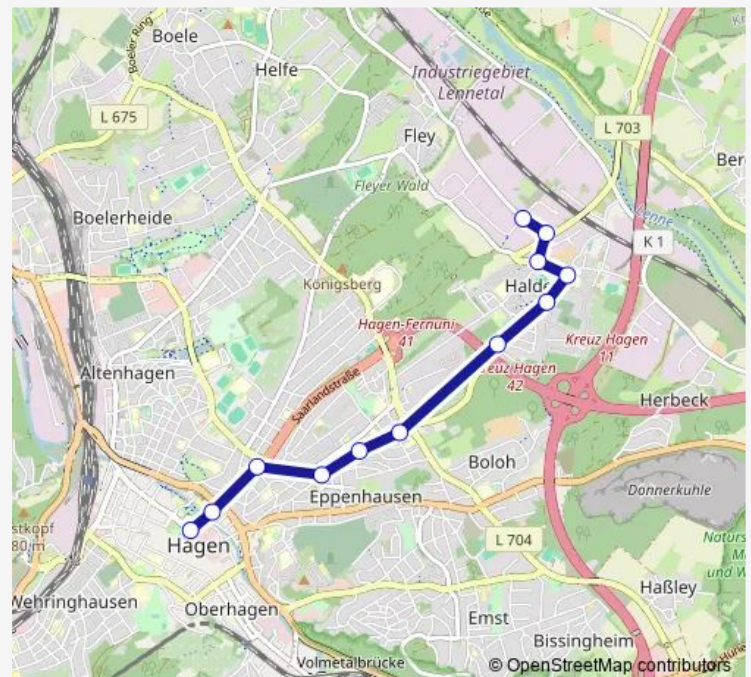 Boele
Boeler Ring
Helfe
Industriegebiet
Lennetal
L 675
L 703
Fley
Fleyer Wald
Boelerheide
Lenne
K 1
Königsberg
Hagen-Fernuni
41
Kreuz Hagen
11
Kreuz Hagen
42
Saarlandstraße
Altenhagen
Herbeck
Boloh
Eppenhausen
Donnerkuhle
Hagen
L 704
Haßley
Wehringhausen
Oberhagen
Emst
Bissingheim
Volmetalbrücke
© OpenStreetMap contributors